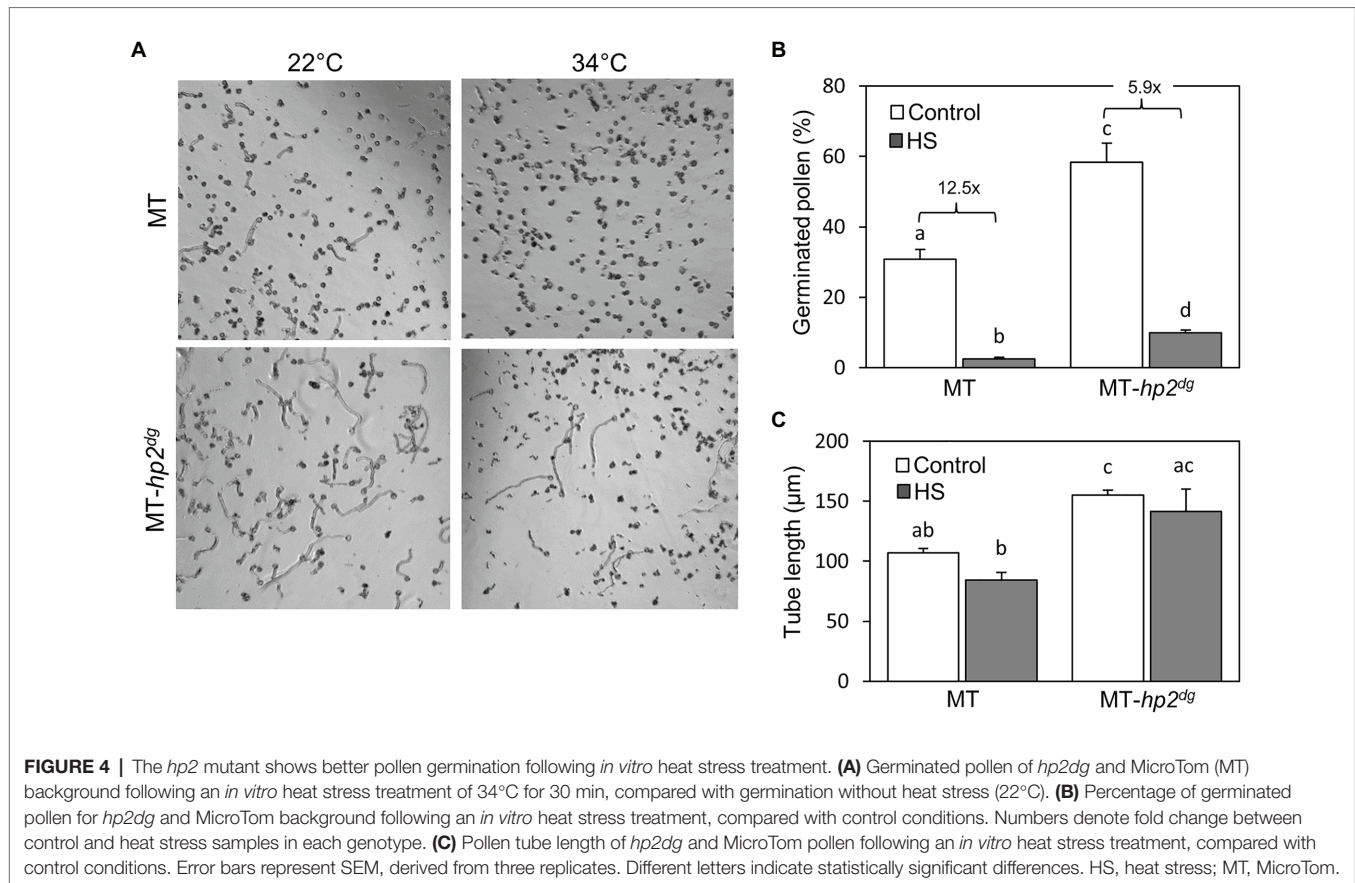 A
22°C 34°C
MT
MT-hp2dg
B
Germinated pollen (%)
80
60
40
20
0
Control
HS
12.5x
5.9x
a
b
c
d
MT MT-hp2dg
C
Tube length (µm)
200
150
100
50
0
Control
HS
ab
b
c
ac
MT MT-hp2dg
FIGURE 4 | The hp2 mutant shows better pollen germination following in vitro heat stress treatment. (A) Germinated pollen of hp2dg and MicroTom (MT)
background following an in vitro heat stress treatment of 34°C for 30 min, compared with germination without heat stress (22°C). (B) Percentage of germinated
pollen for hp2dg and MicroTom background following an in vitro heat stress treatment, compared with control conditions. Numbers denote fold change between
control and heat stress samples in each genotype. (C) Pollen tube length of hp2dg and MicroTom pollen following an in vitro heat stress treatment, compared with
control conditions. Error bars represent SEM, derived from three replicates. Different letters indicate statistically significant differences. HS, heat stress; MT, MicroTom.